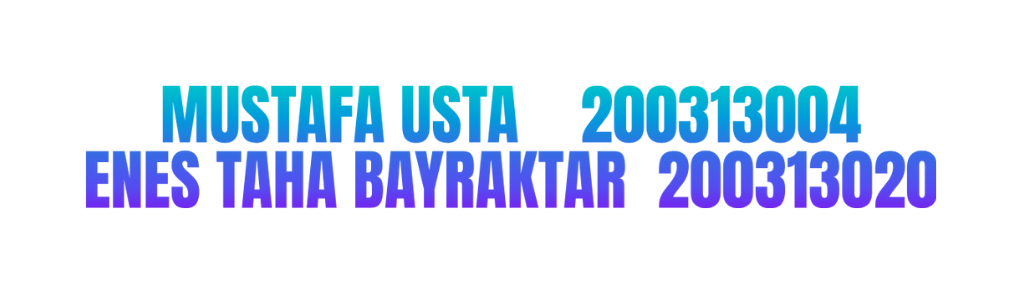 MUSTAFA USTA 200313004
ENES TAHA BAYRAKTAR 200313020